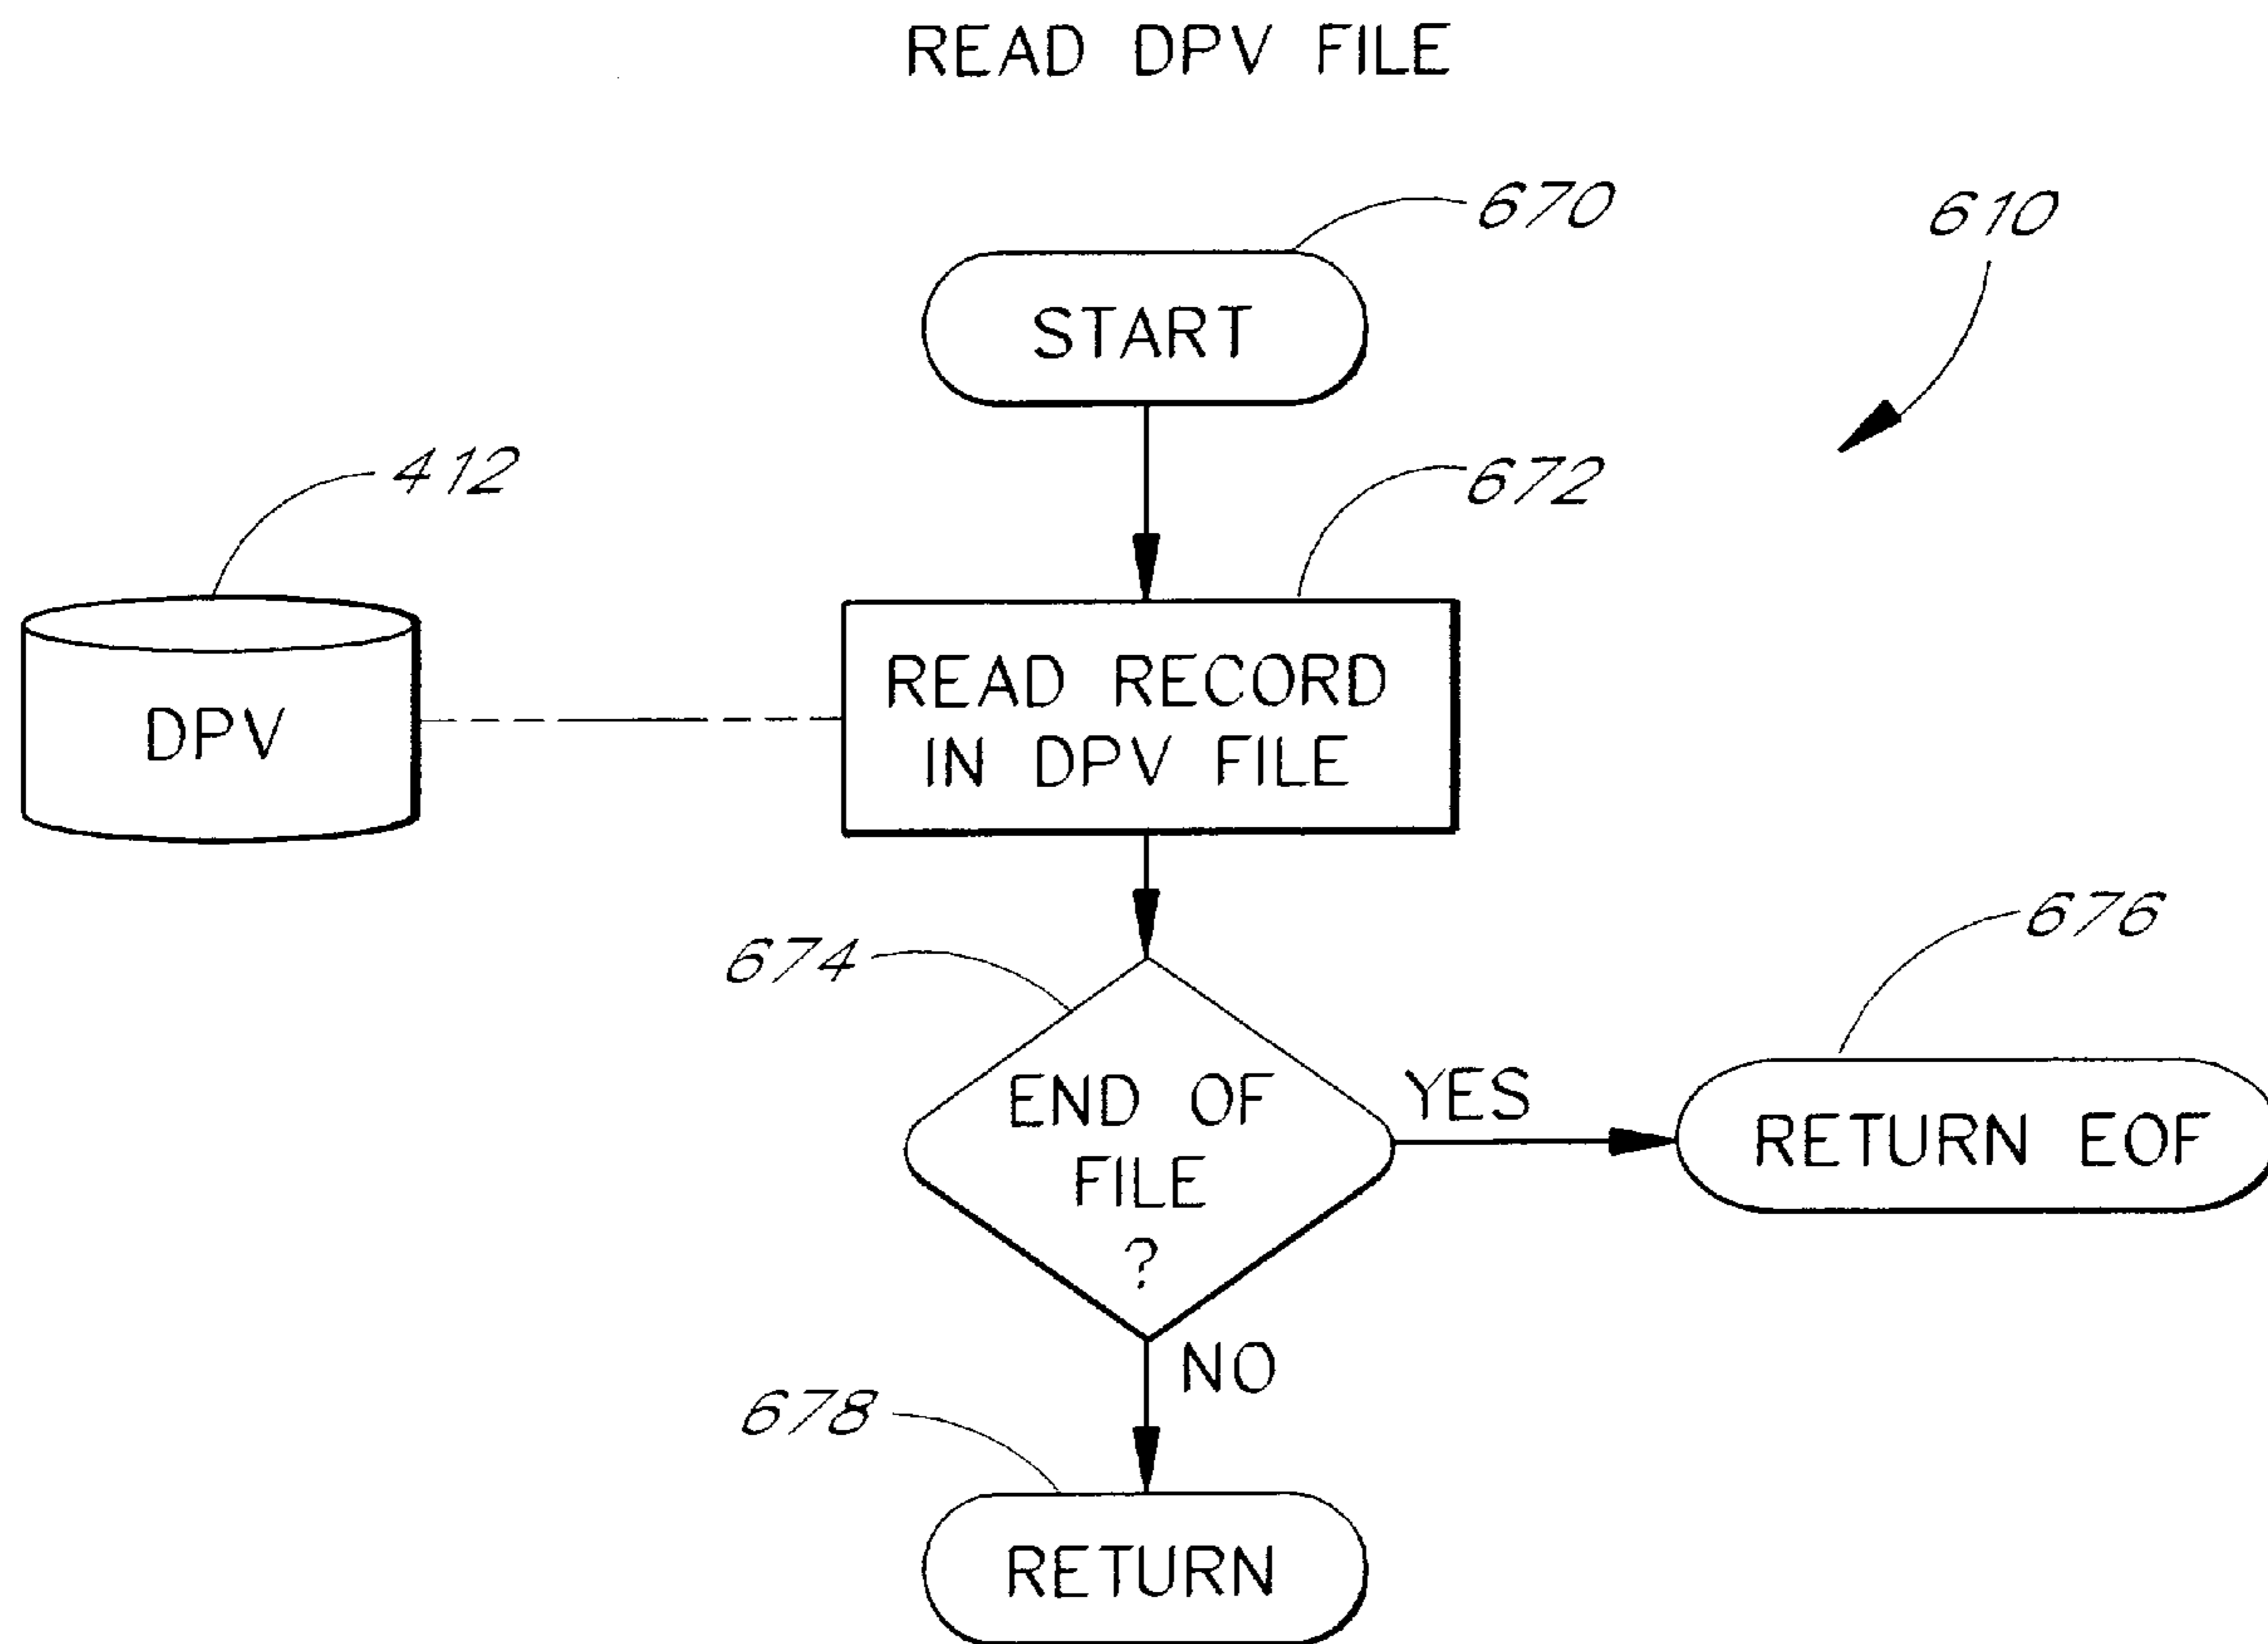 READ DPV FILE
670
610
START
412
672
DPV
READ RECORD
IN DPV FILE
674
676
END OF
FILE
?
YES
RETURN EOF
NO
678
RETURN